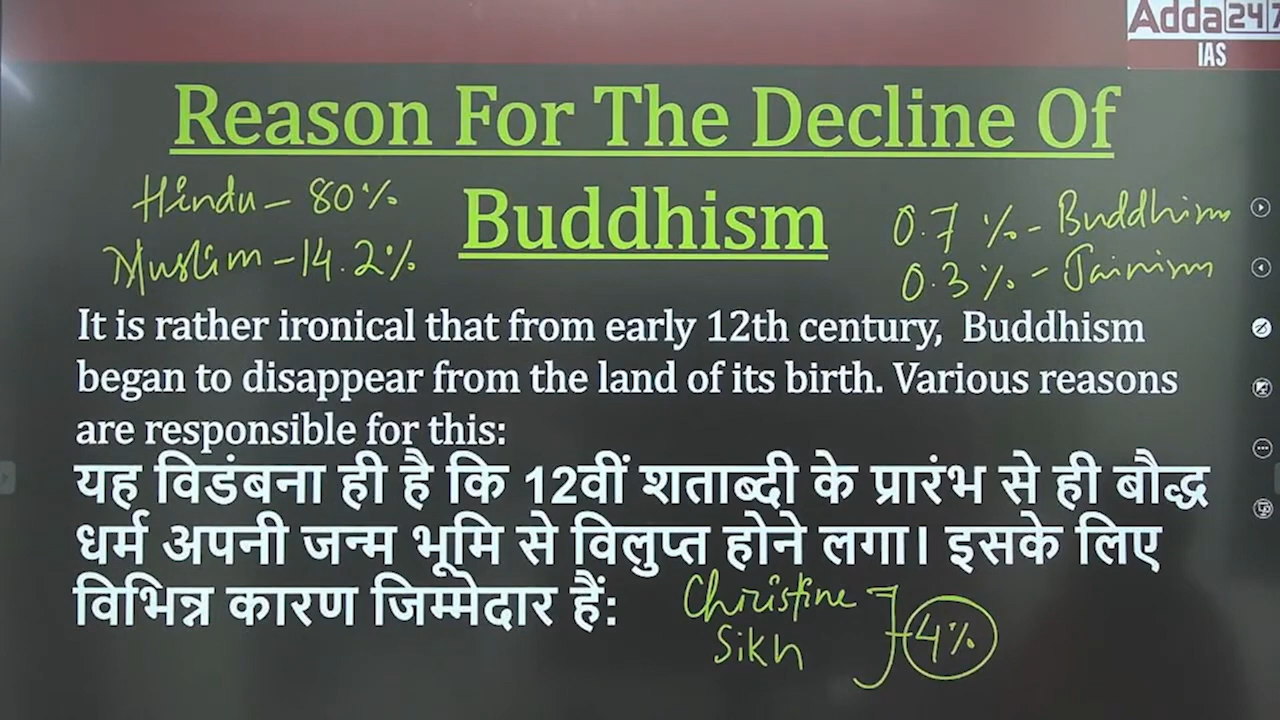 Adda247
IAS
Reason For The Decline Of
Buddhism
Hindu - 80%
Muslim - 14.2%
0.7 % - Buddhism
0.3% - Jainism
It is rather ironical that from early 12th century, Buddhism
began to disappear from the land of its birth. Various reasons
are responsible for this:
यह विडंबना ही है कि 12वीं शताब्दी के प्रारंभ से ही बौद्ध
धर्म अपनी जन्म भूमि से विलुप्त होने लगा। इसके लिए
विभिन्न कारण जिम्मेदार हैं:
Christine
Sikh
4%